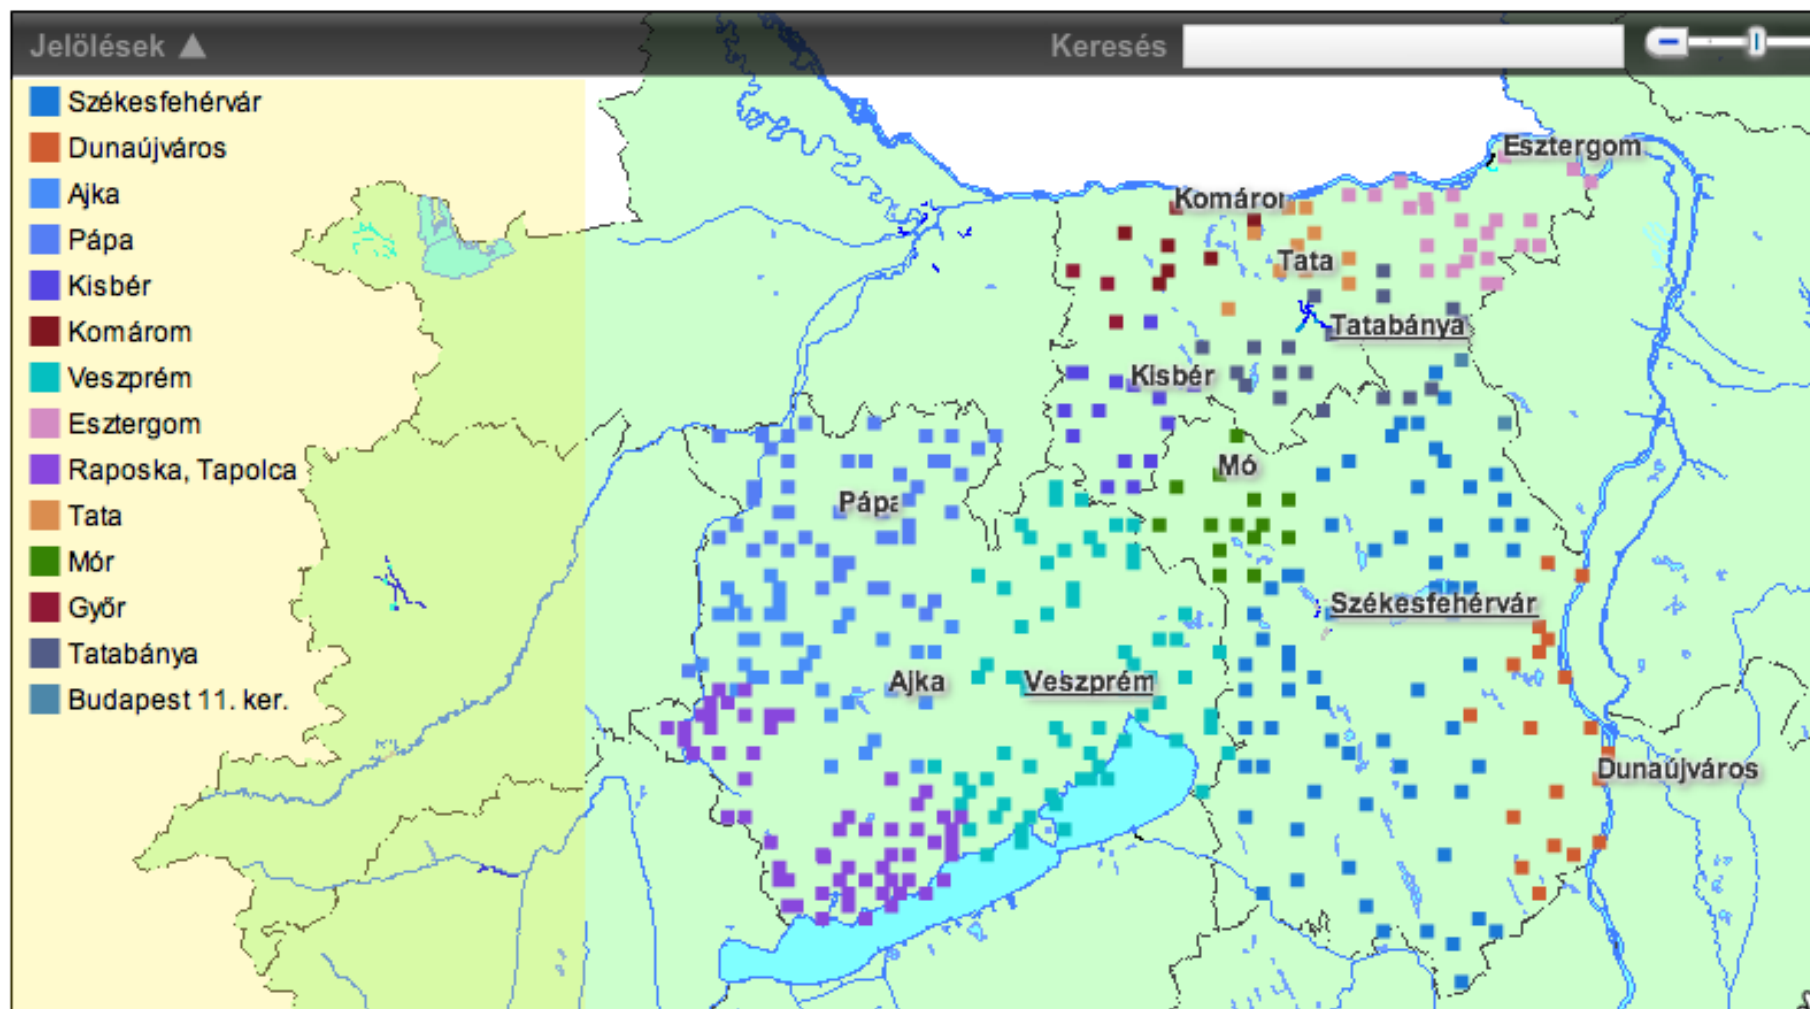 Jelölések
Keresés
Székesfehérvár
Dunaújváros
Ajka
Pápa
Kisbér
Komárom
Veszprém
Esztergom
Raposka, Tapolca
Tata
Mór
Győr
Tatabánya
Budapest 11. ker.
Esztergom
Komáror
Tata
Tatabánya
Kisbér
Mó
Pápa
Székesfehérvár
Ajka
Veszprém
Dunaújváros